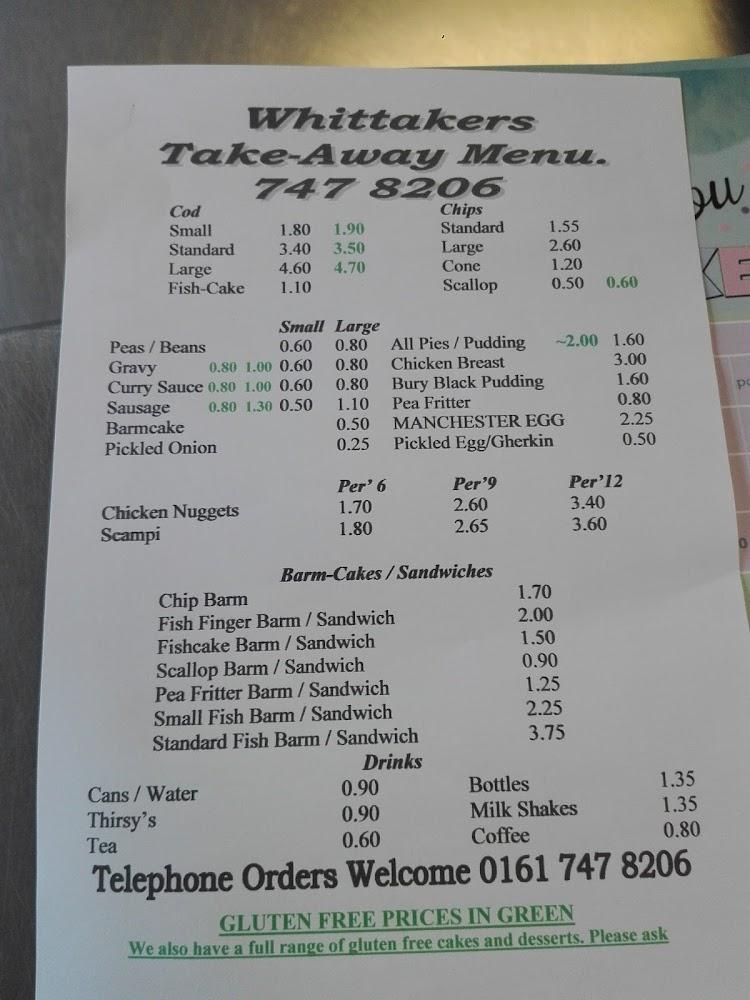 Whittakers
Take-Away Menu.
747 8206
Cod
Small 1.80 1.90
Standard 3.40 3.50
Large 4.60 4.70
Fish-Cake 1.10
Chips
Standard 1.55
Large 2.60
Cone 1.20
Scallop 0.50 0.60
Small Large
Peas / Beans 0.60 0.80
Gravy 0.80 1.00 0.60 0.80
Curry Sauce 0.80 1.00 0.60 0.80
Sausage 0.80 1.30 0.50 1.10
Barmcake 0.50
Pickled Onion 0.25
All Pies / Pudding ~2.00 1.60
Chicken Breast 3.00
Bury Black Pudding 1.60
Pea Fritter 0.80
MANCHESTER EGG 2.25
Pickled Egg/Gherkin 0.50
Per' 6 Per'9 Per'12
Chicken Nuggets 1.70 2.60 3.40
Scampi 1.80 2.65 3.60
Barm-Cakes / Sandwiches
Chip Barm 1.70
Fish Finger Barm / Sandwich 2.00
Fishcake Barm / Sandwich 1.50
Scallop Barm / Sandwich 0.90
Pea Fritter Barm / Sandwich 1.25
Small Fish Barm / Sandwich 2.25
Standard Fish Barm / Sandwich 3.75
Drinks
Cans / Water 0.90
Thirsy's 0.90
Tea 0.60
Bottles 1.35
Milk Shakes 1.35
Coffee 0.80
Telephone Orders Welcome 0161 747 8206
GLUTEN FREE PRICES IN GREEN
We also have a full range of gluten free cakes and desserts. Please ask